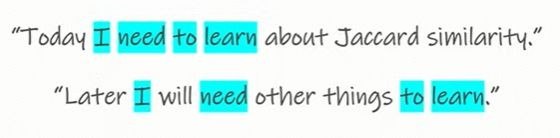 “Today I need to learn about Jaccard similarity.”
“Later I will need other things to learn.”